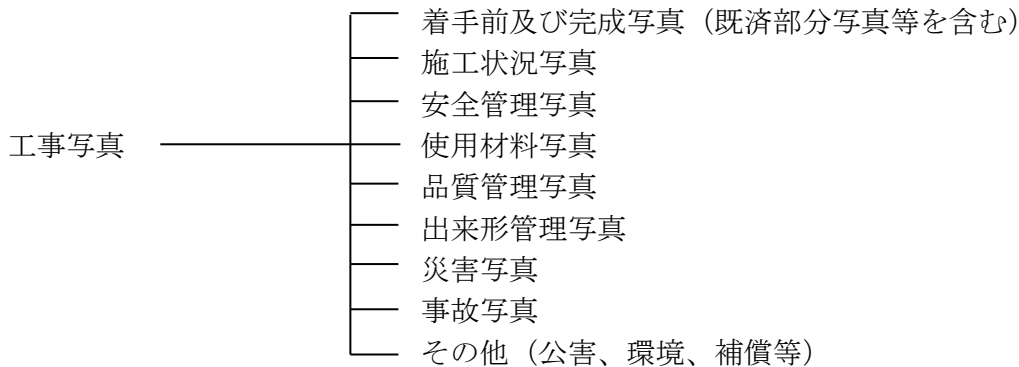 着手前及び完成写真（既済部分写真等を含む）
施工状況写真
安全管理写真
工事写真
使用材料写真
品質管理写真
出来形管理写真
災害写真
事故写真
その他（公害、環境、補償等）